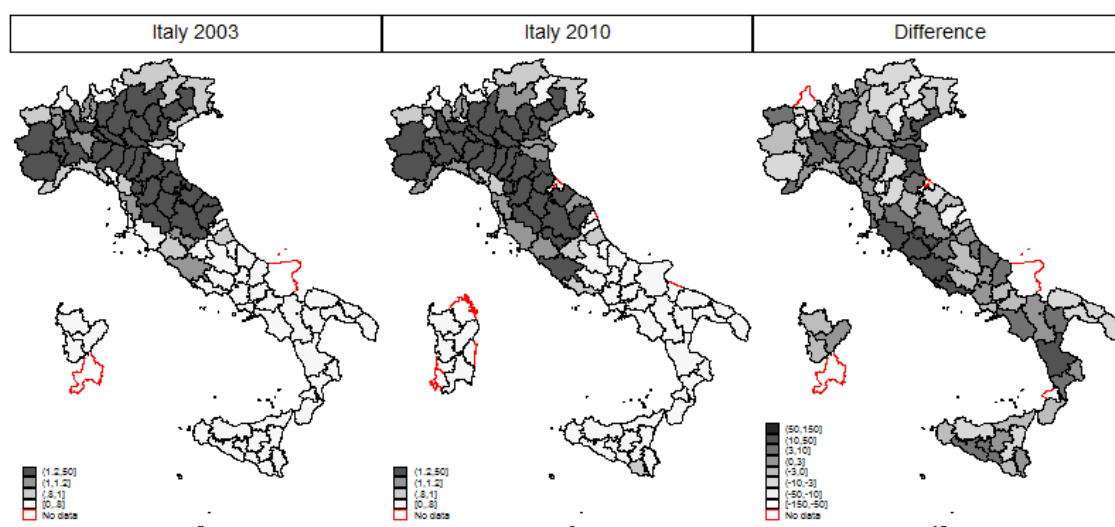 Italy 2003
Italy 2010
Difference
(1.2,50]
(1,1.2]
(.8,1]
[0,.8]
No data
(1.2,50]
(1,1.2]
(.8,1]
[0,.8]
No data
(50,150]
(10,50]
(3,10]
(0,3]
(-3,0]
(-10,-3]
(-50,-10]
[-150,-50]
No data